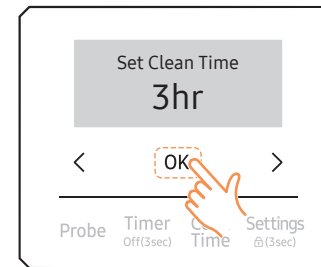 Set Clean Time
3hr
< OK >
Probe Timer Settings
Off(3sec) Time (3sec)